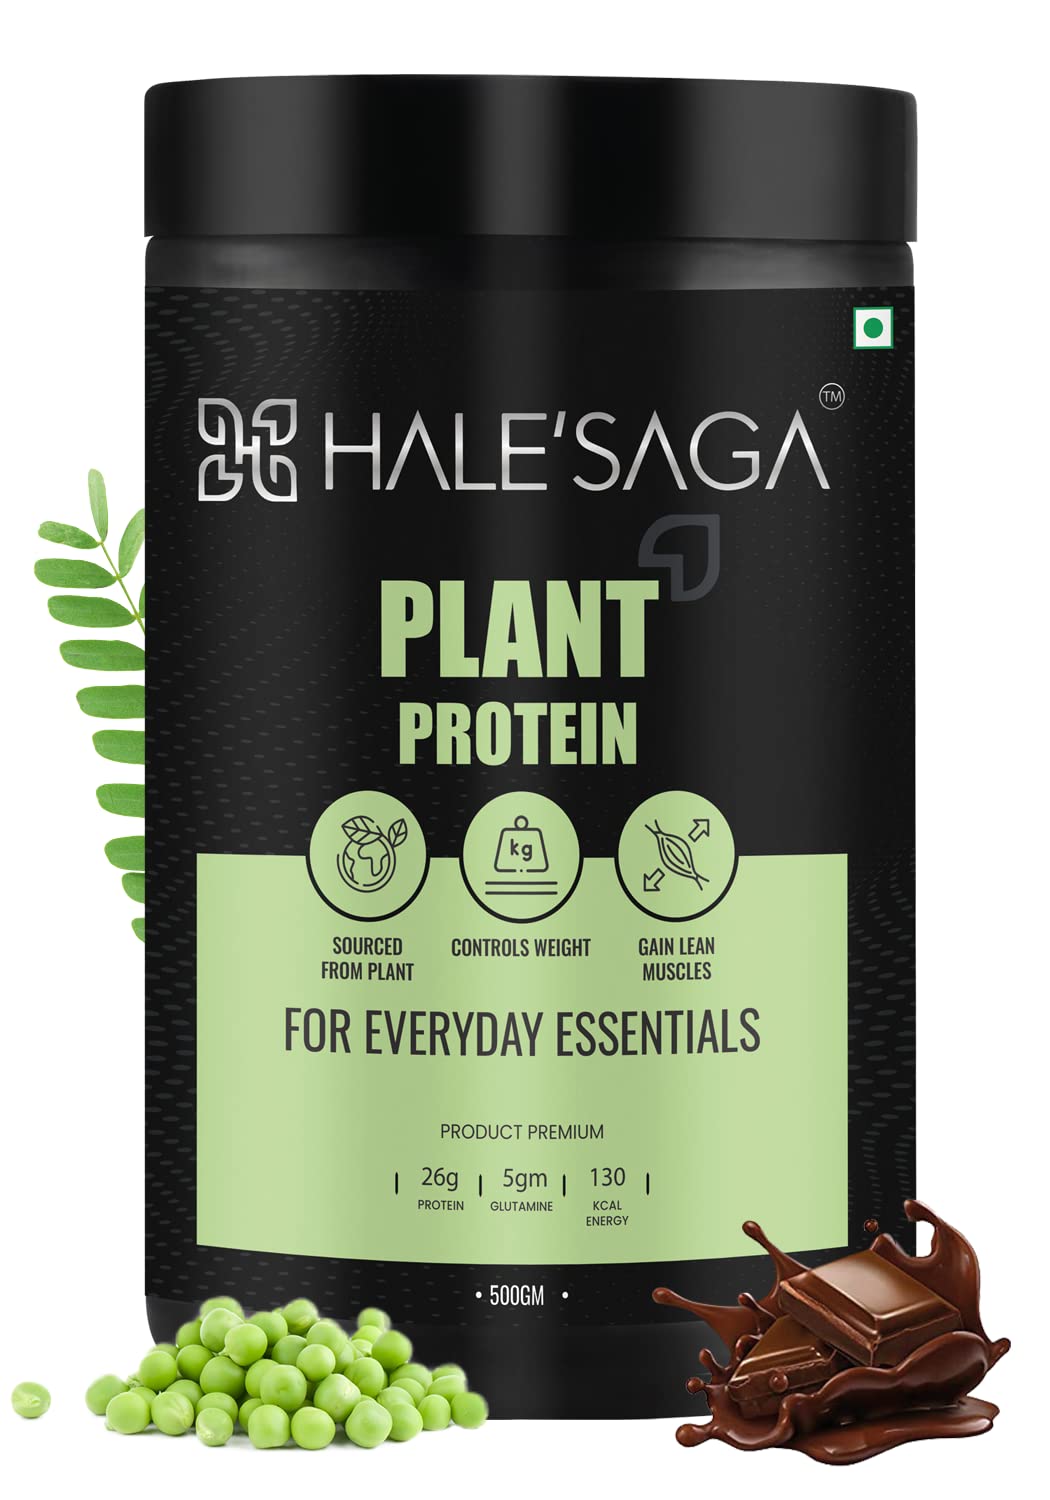 HALE'SAGA TM
PLANT
PROTEIN
kg
SOURCED
FROM PLANT
CONTROLS WEIGHT
GAIN LEAN
MUSCLES
FOR EVERYDAY ESSENTIALS
PRODUCT PREMIUM
26g
PROTEIN
5gm
GLUTAMINE
130
KCAL
ENERGY
• 500GM •